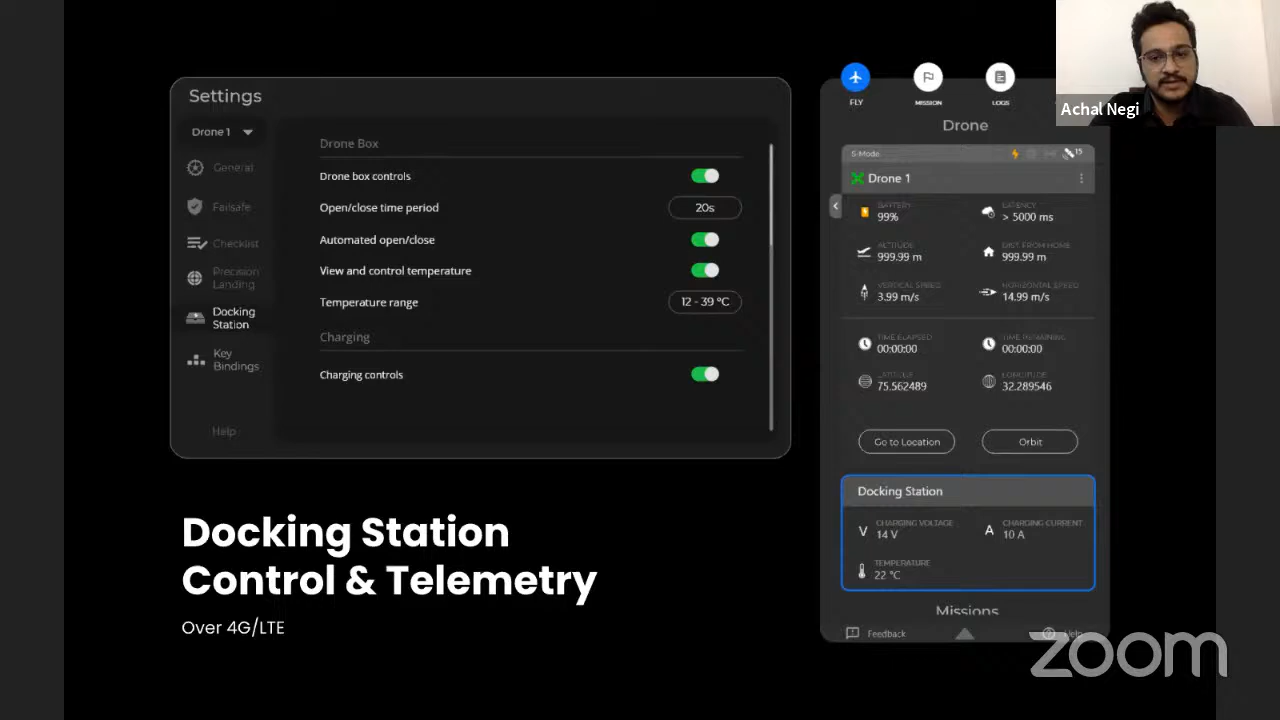 Settings
Drone 1
General
Failsafe
Checklist
Precision
Landing
Docking
Station
Key
Bindings
Help
Drone Box
Drone box controls
Open/close time period
20s
Automated open/close
View and control temperature
Temperature range
12 - 39 °C
Charging
Charging controls
Docking Station
Control & Telemetry
Over 4G/LTE
FLY
MISSION
LOGS
Drone
S-Mode
15
Drone 1
BATTERY
99%
LATENCY
> 5000 ms
ALTITUDE
999.99 m
DIST FROM HOME
999.99 m
VERTICAL SPEED
3.99 m/s
HORIZONTAL SPEED
14.99 m/s
TIME ELAPSED
00:00:00
TIME REMAINING
00:00:00
LATITUDE
75.562489
LONGITUDE
32.289546
Go to Location
Orbit
Docking Station
V
CHARGING VOLTAGE
14 V
A
CHARGING CURRENT
10 A
TEMPERATURE
22 °C
Missions
Feedback
Help
Achal Negi
zoom